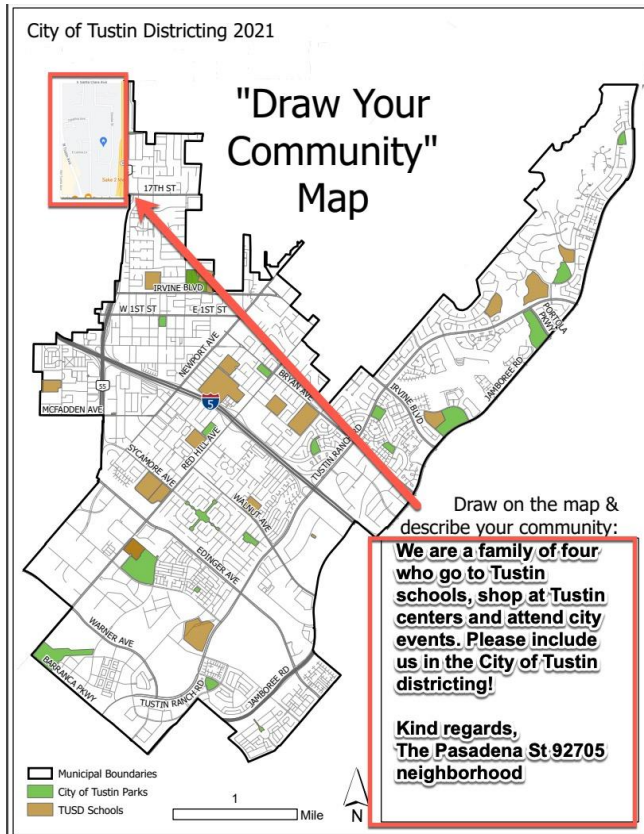 City of Tustin Districting 2021
"Draw Your
Community"
Map
17TH ST
IRVINE BLVD
W 1ST ST
E 1ST ST
NEWPORT AVE
PORTOLA
PKWY
55
5
BRYAN AVE
JAMBOREE RD
MCFADDEN AVE
IRVINE BLVD
RED HILL AVE
TUSTIN RANCH RD
SYCAMORE AVE
WALNUT AVE
EDINGER AVE
Draw on the map &
describe your community:
We are a family of four
who go to Tustin
schools, shop at Tustin
centers and attend city
events. Please include
us in the City of Tustin
districting!
Kind regards,
The Pasadena St 92705
neighborhood
WARNER AVE
BARRANCA PKWY
TUSTIN RANCH RD
JAMBOREE RD
Municipal Boundaries
City of Tustin Parks
TUSD Schools
1
Mile
N